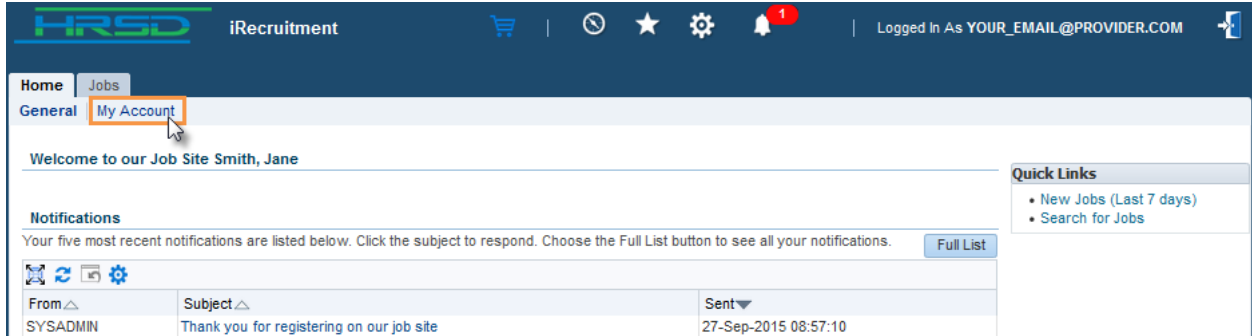 HRSD iRecruitment 1 | | Logged In As YOUR_EMAIL@PROVIDER.COM
Home Jobs
General | My Account
Welcome to our Job Site Smith, Jane
Quick Links
• New Jobs (Last 7 days)
• Search for Jobs
Notifications
Your five most recent notifications are listed below. Click the subject to respond. Choose the Full List button to see all your notifications. Full List
From Subject Sent
SYSADMIN Thank you for registering on our job site 27-Sep-2015 08:57:10